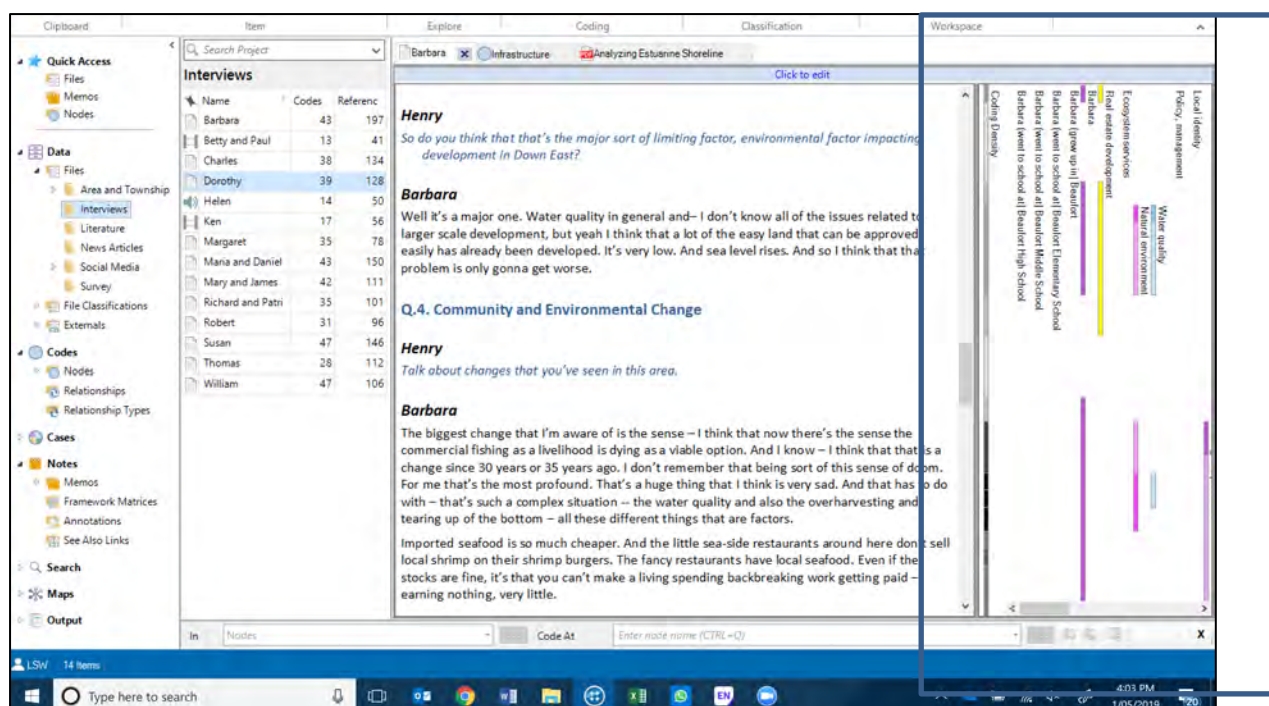 Clipboard Item Explore Coding Classification Workspace
Quick Access
Files
Memos
Nodes
Data
Files
Area and Township
Interviews
Literature
News Articles
Social Media
Survey
File Classifications
Externals
Codes
Nodes
Relationships
Relationship Types
Cases
Notes
Memos
Framework Matrices
Annotations
See Also Links
Search
Maps
Output
Search Project
Interviews
Name Codes Referenc
Barbara 43 197
Betty and Paul 13 41
Charles 38 134
Dorothy 39 128
Helen 14 50
Ken 17 56
Margaret 35 78
Maria and Daniel 43 150
Mary and James 42 111
Richard and Patri 35 101
Robert 31 96
Susan 47 146
Thomas 28 112
William 47 106
Barbara Infrastructure Analyzing Estuarine Shoreline
Click to edit
Henry
So do you think that that's the major sort of limiting factor, environmental factor impacting
development in Down East?
Barbara
Well it's a major one. Water quality in general and– I don't know all of the issues related to
larger scale development, but yeah I think that a lot of the easy land that can be approved
easily has already been developed. It's very low. And sea level rises. And so I think that that
problem is only gonna get worse.
Q.4. Community and Environmental Change
Henry
Talk about changes that you've seen in this area.
Barbara
The biggest change that I'm aware of is the sense – I think that now there's the sense the
commercial fishing as a livelihood is dying as a viable option. And I know – I think that that is a
change since 30 years or 35 years ago. I don't remember that being sort of this sense of doom.
For me that's the most profound. That's a huge thing that I think is very sad. And that has to do
with – that's such a complex situation -- the water quality and also the overharvesting and
tearing up of the bottom – all these different things that are factors.
Imported seafood is so much cheaper. And the little sea-side restaurants around here don't sell
local shrimp on their shrimp burgers. The fancy restaurants have local seafood. Even if the
stocks are fine, it's that you can't make a living spending backbreaking work getting paid –
earning nothing, very little.
Local identity
Policy, management
Water quality
Natural environment
Ecosystem services
Real estate development
Barbara
Barbara (grew up in) Beaufort
Barbara (went to school at) Beaufort Elementary School
Barbara (went to school at) Beaufort Middle School
Barbara (went to school at) Beaufort High School
Coding Density
In Nodes Code At Enter node name (CTRL+Q) X
LSW 14 Items
Type here to search
EN
4:03 PM
1/05/2019
20